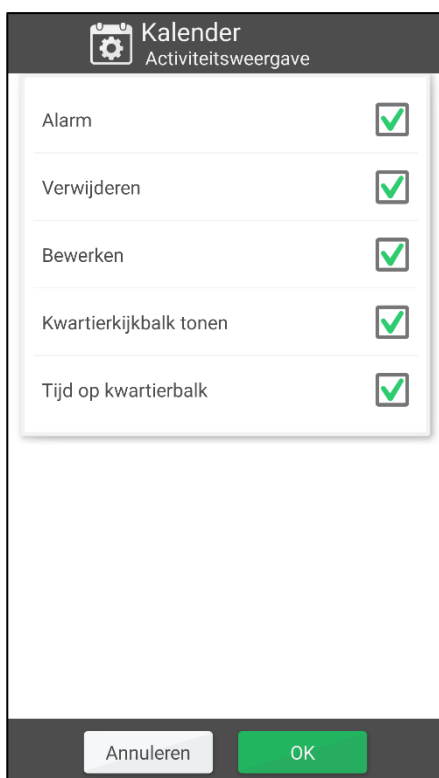 Kalender
Activiteitsweergave
Alarm
Verwijderen
Bewerken
Kwartierkijkbalk tonen
Tijd op kwartierbalk
Annuleren
OK